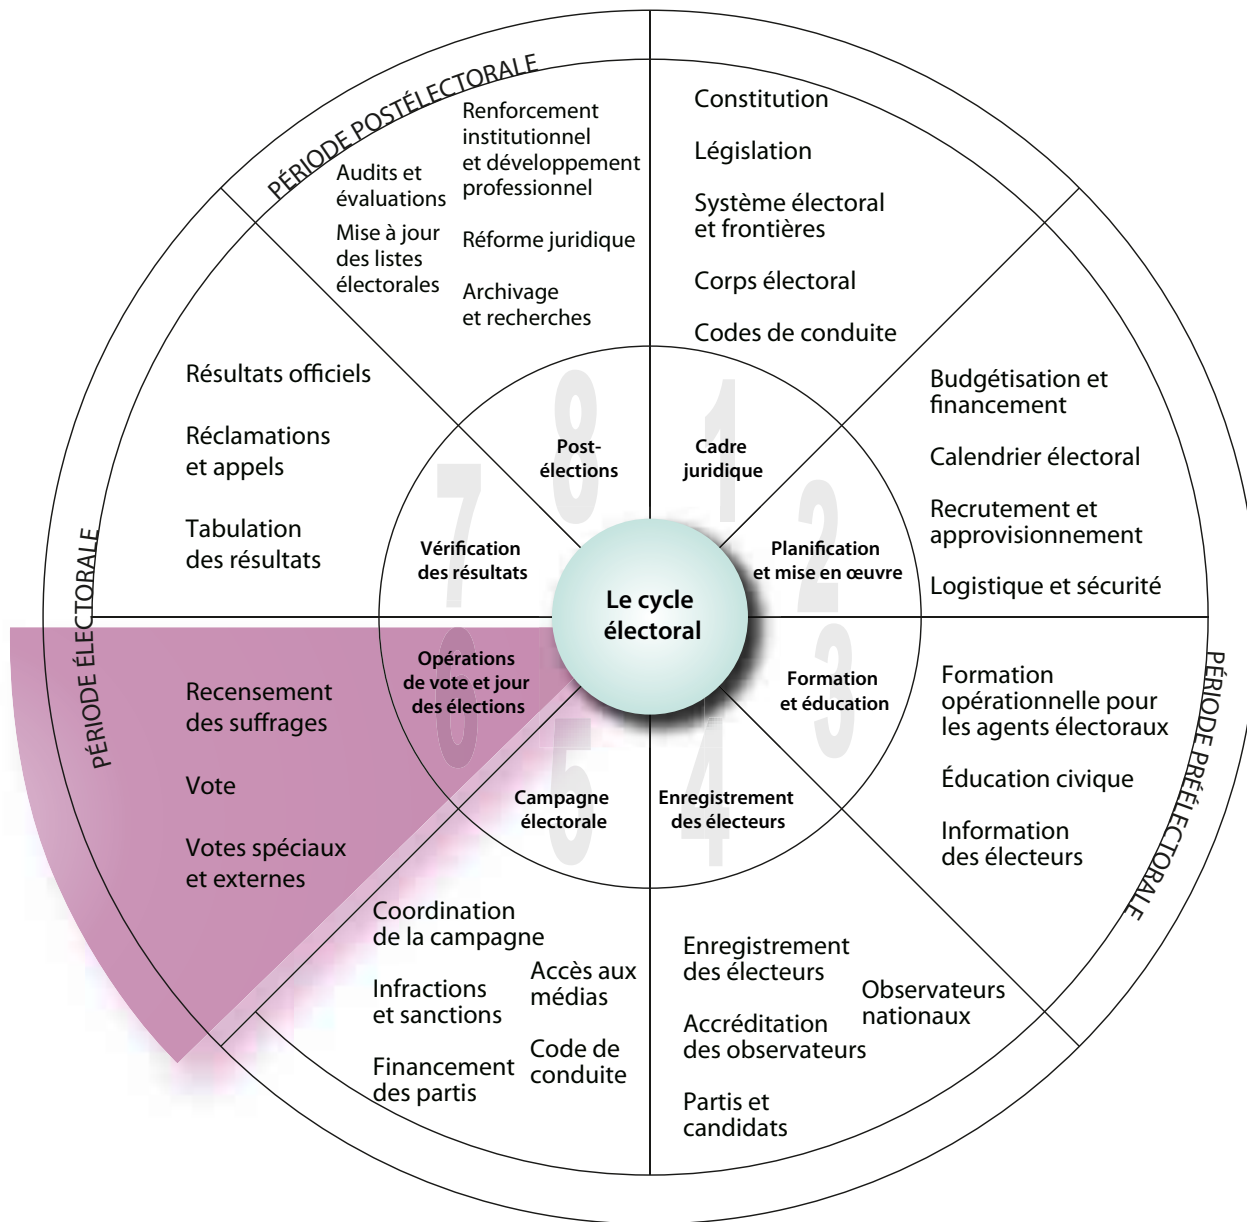 PÉRIODE POSTÉLECTORALE
PÉRIODE ÉLECTORALE
PÉRIODE PRÉÉLECTORALE
Le cycle
électoral
1
Cadre
juridique
Constitution
Législation
Système électoral
et frontières
Corps électoral
Codes de conduite
2
Planification
et mise en œuvre
Budgétisation et
financement
Calendrier électoral
Recrutement et
approvisionnement
Logistique et sécurité
3
Formation
et éducation
Formation
opérationnelle pour
les agents électoraux
Éducation civique
Information
des électeurs
4
Enregistrement
des électeurs
Enregistrement
des électeurs
Observateurs
nationaux
Accréditation
des observateurs
Partis et
candidats
5
Campagne
électorale
Coordination
de la campagne
Accès aux
médias
Infractions
et sanctions
Code de
conduite
Financement
des partis
6
Opérations
de vote et jour
des élections
Recensement
des suffrages
Vote
Votes spéciaux
et externes
7
Vérification
des résultats
Résultats officiels
Réclamations
et appels
Tabulation
des résultats
8
Post-
élections
Audits et
évaluations
Mise à jour
des listes
électorales
Renforcement
institutionnel
et développement
professionnel
Réforme juridique
Archivage
et recherches